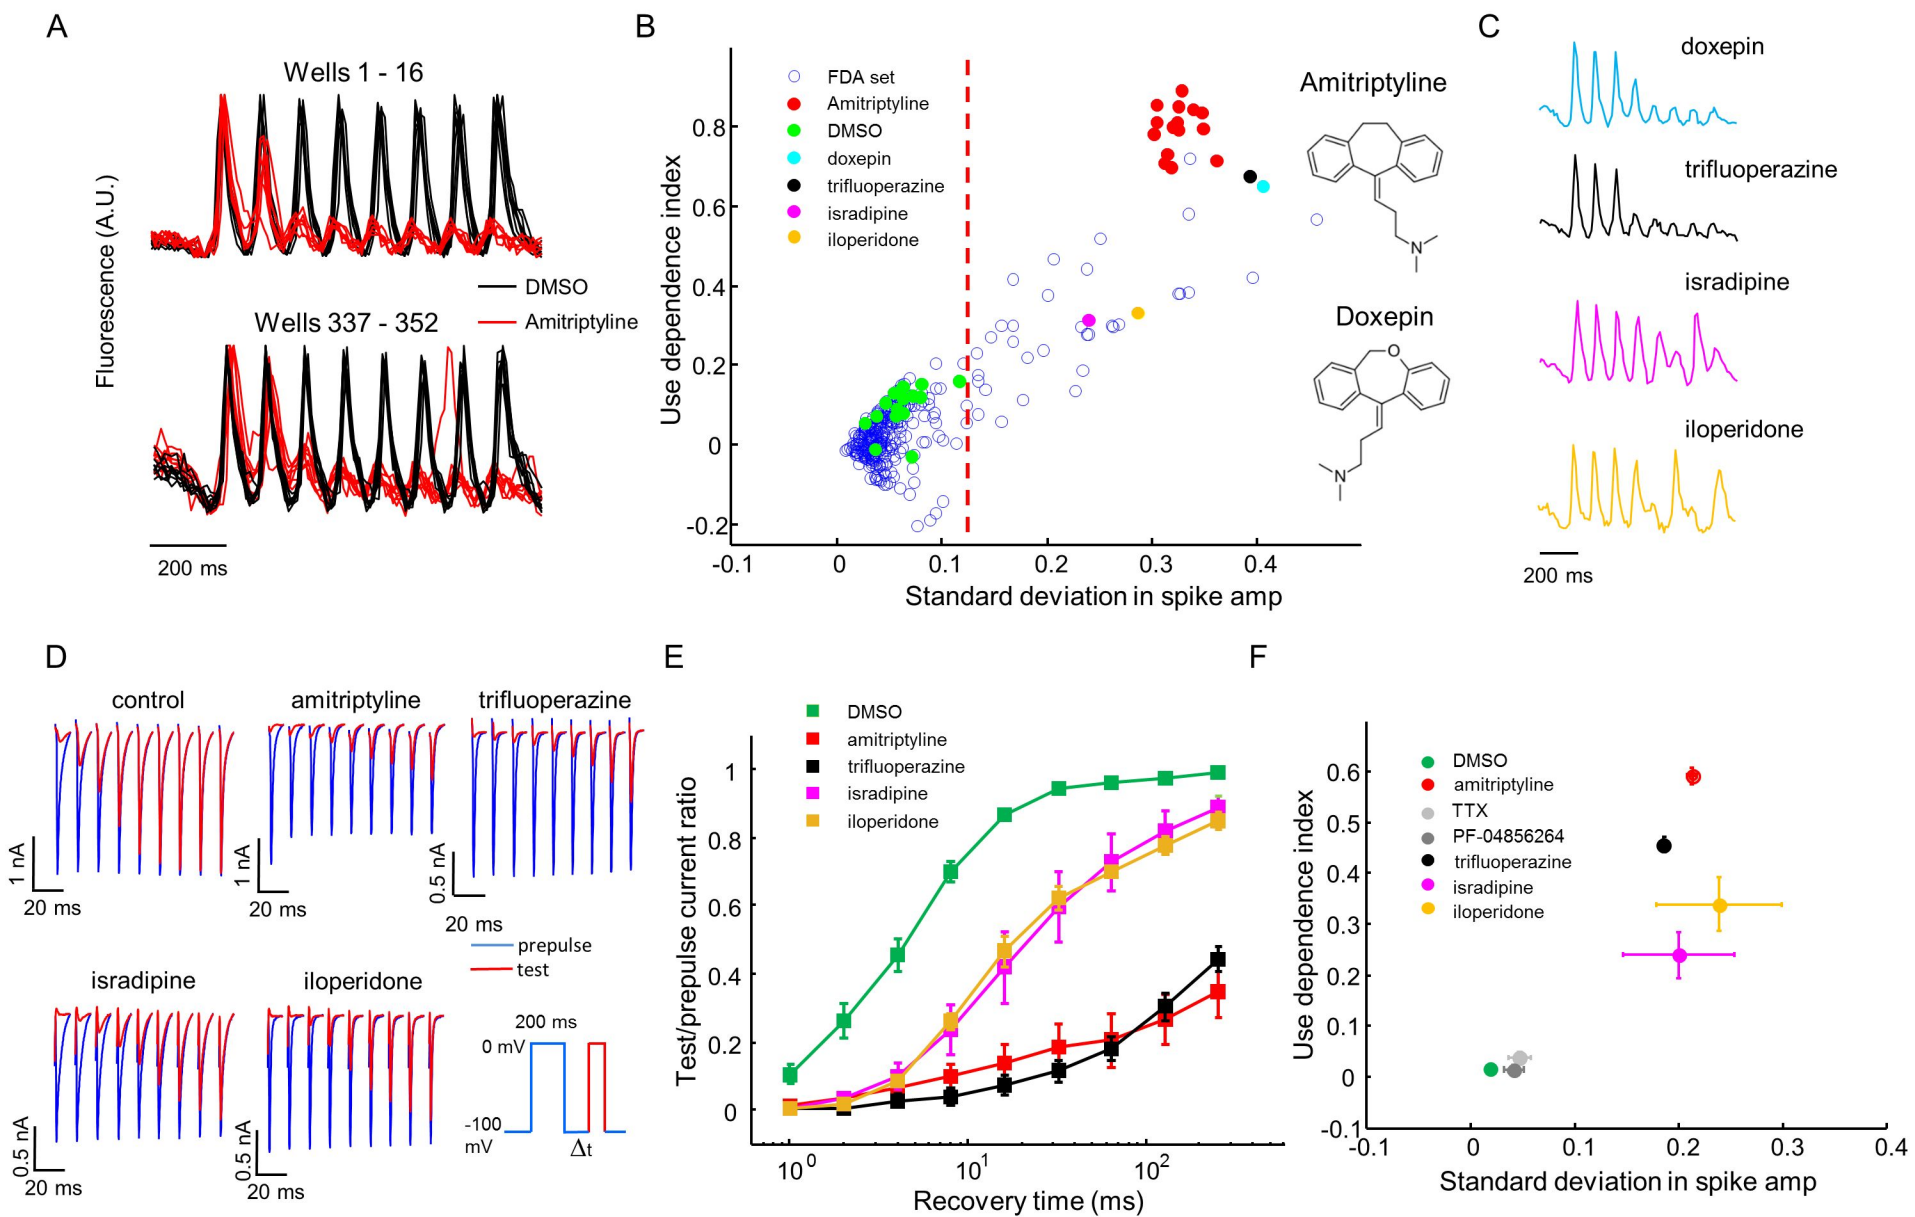 A
Wells 1 - 16
Fluorescence (A.U.)
DMSO
Amitriptyline
Wells 337 - 352
200 ms
B
Use dependence index
0.8
0.6
0.4
0.2
0
-0.2
-0.1
0
0.1
0.2
0.3
0.4
Standard deviation in spike amp
FDA set
Amitriptyline
DMSO
doxepin
trifluoperazine
isradipine
iloperidone
Amitriptyline
N
Doxepin
O
N
C
doxepin
trifluoperazine
isradipine
iloperidone
200 ms
D
control
amitriptyline
trifluoperazine
1 nA
20 ms
1 nA
20 ms
0.5 nA
20 ms
prepulse
test
isradipine
iloperidone
0.5 nA
20 ms
0.5 nA
20 ms
200 ms
0 mV
-100
mV
Δt
E
DMSO
amitriptyline
trifluoperazine
isradipine
iloperidone
Test/prepulse current ratio
1
0.8
0.6
0.4
0.2
0
10^0
10^1
10^2
Recovery time (ms)
F
DMSO
amitriptyline
TTX
PF-04856264
trifluoperazine
isradipine
iloperidone
Use dependence index
0.6
0.5
0.4
0.3
0.2
0.1
0
-0.1
-0.1
0
0.1
0.2
0.3
0.4
Standard deviation in spike amp